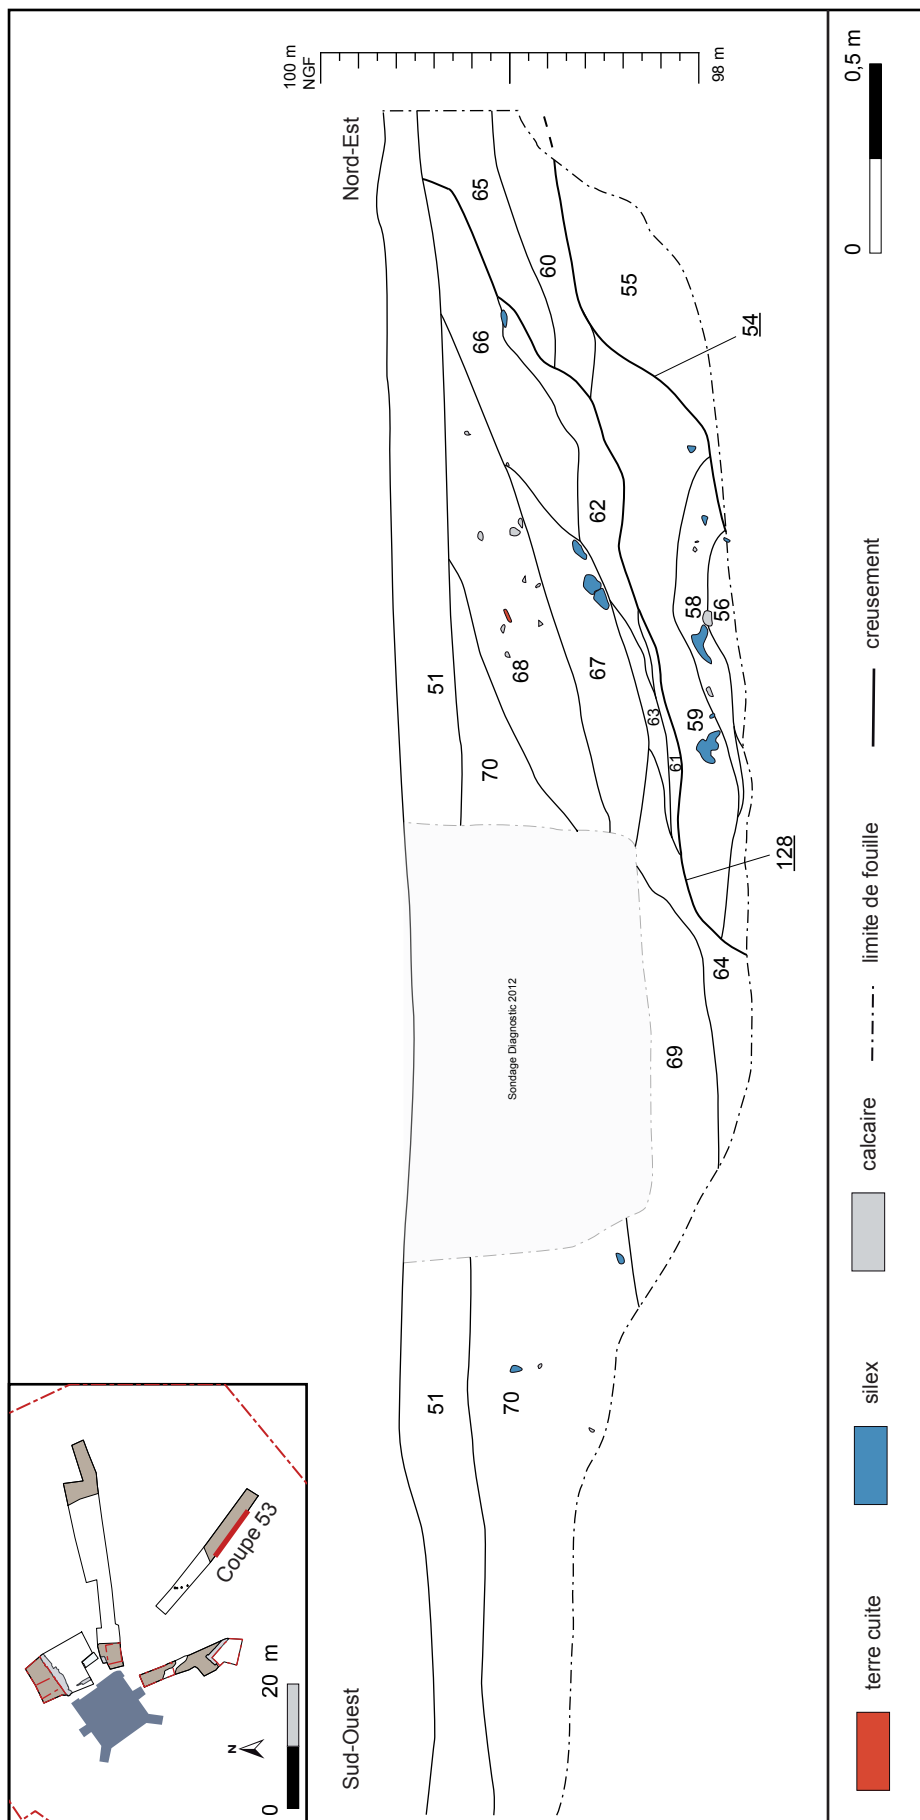 Coupe 53
N
0
20 m
Sud-Ouest
Nord-Est
100 m
NGF
98 m
51
70
51
70
68
67
66
65
60
55
62
63
61
59
58
56
64
69
54
128
Sondage Diagnostic 2012
terre cuite
silex
calcaire
limite de fouille
creusement
0
0,5 m